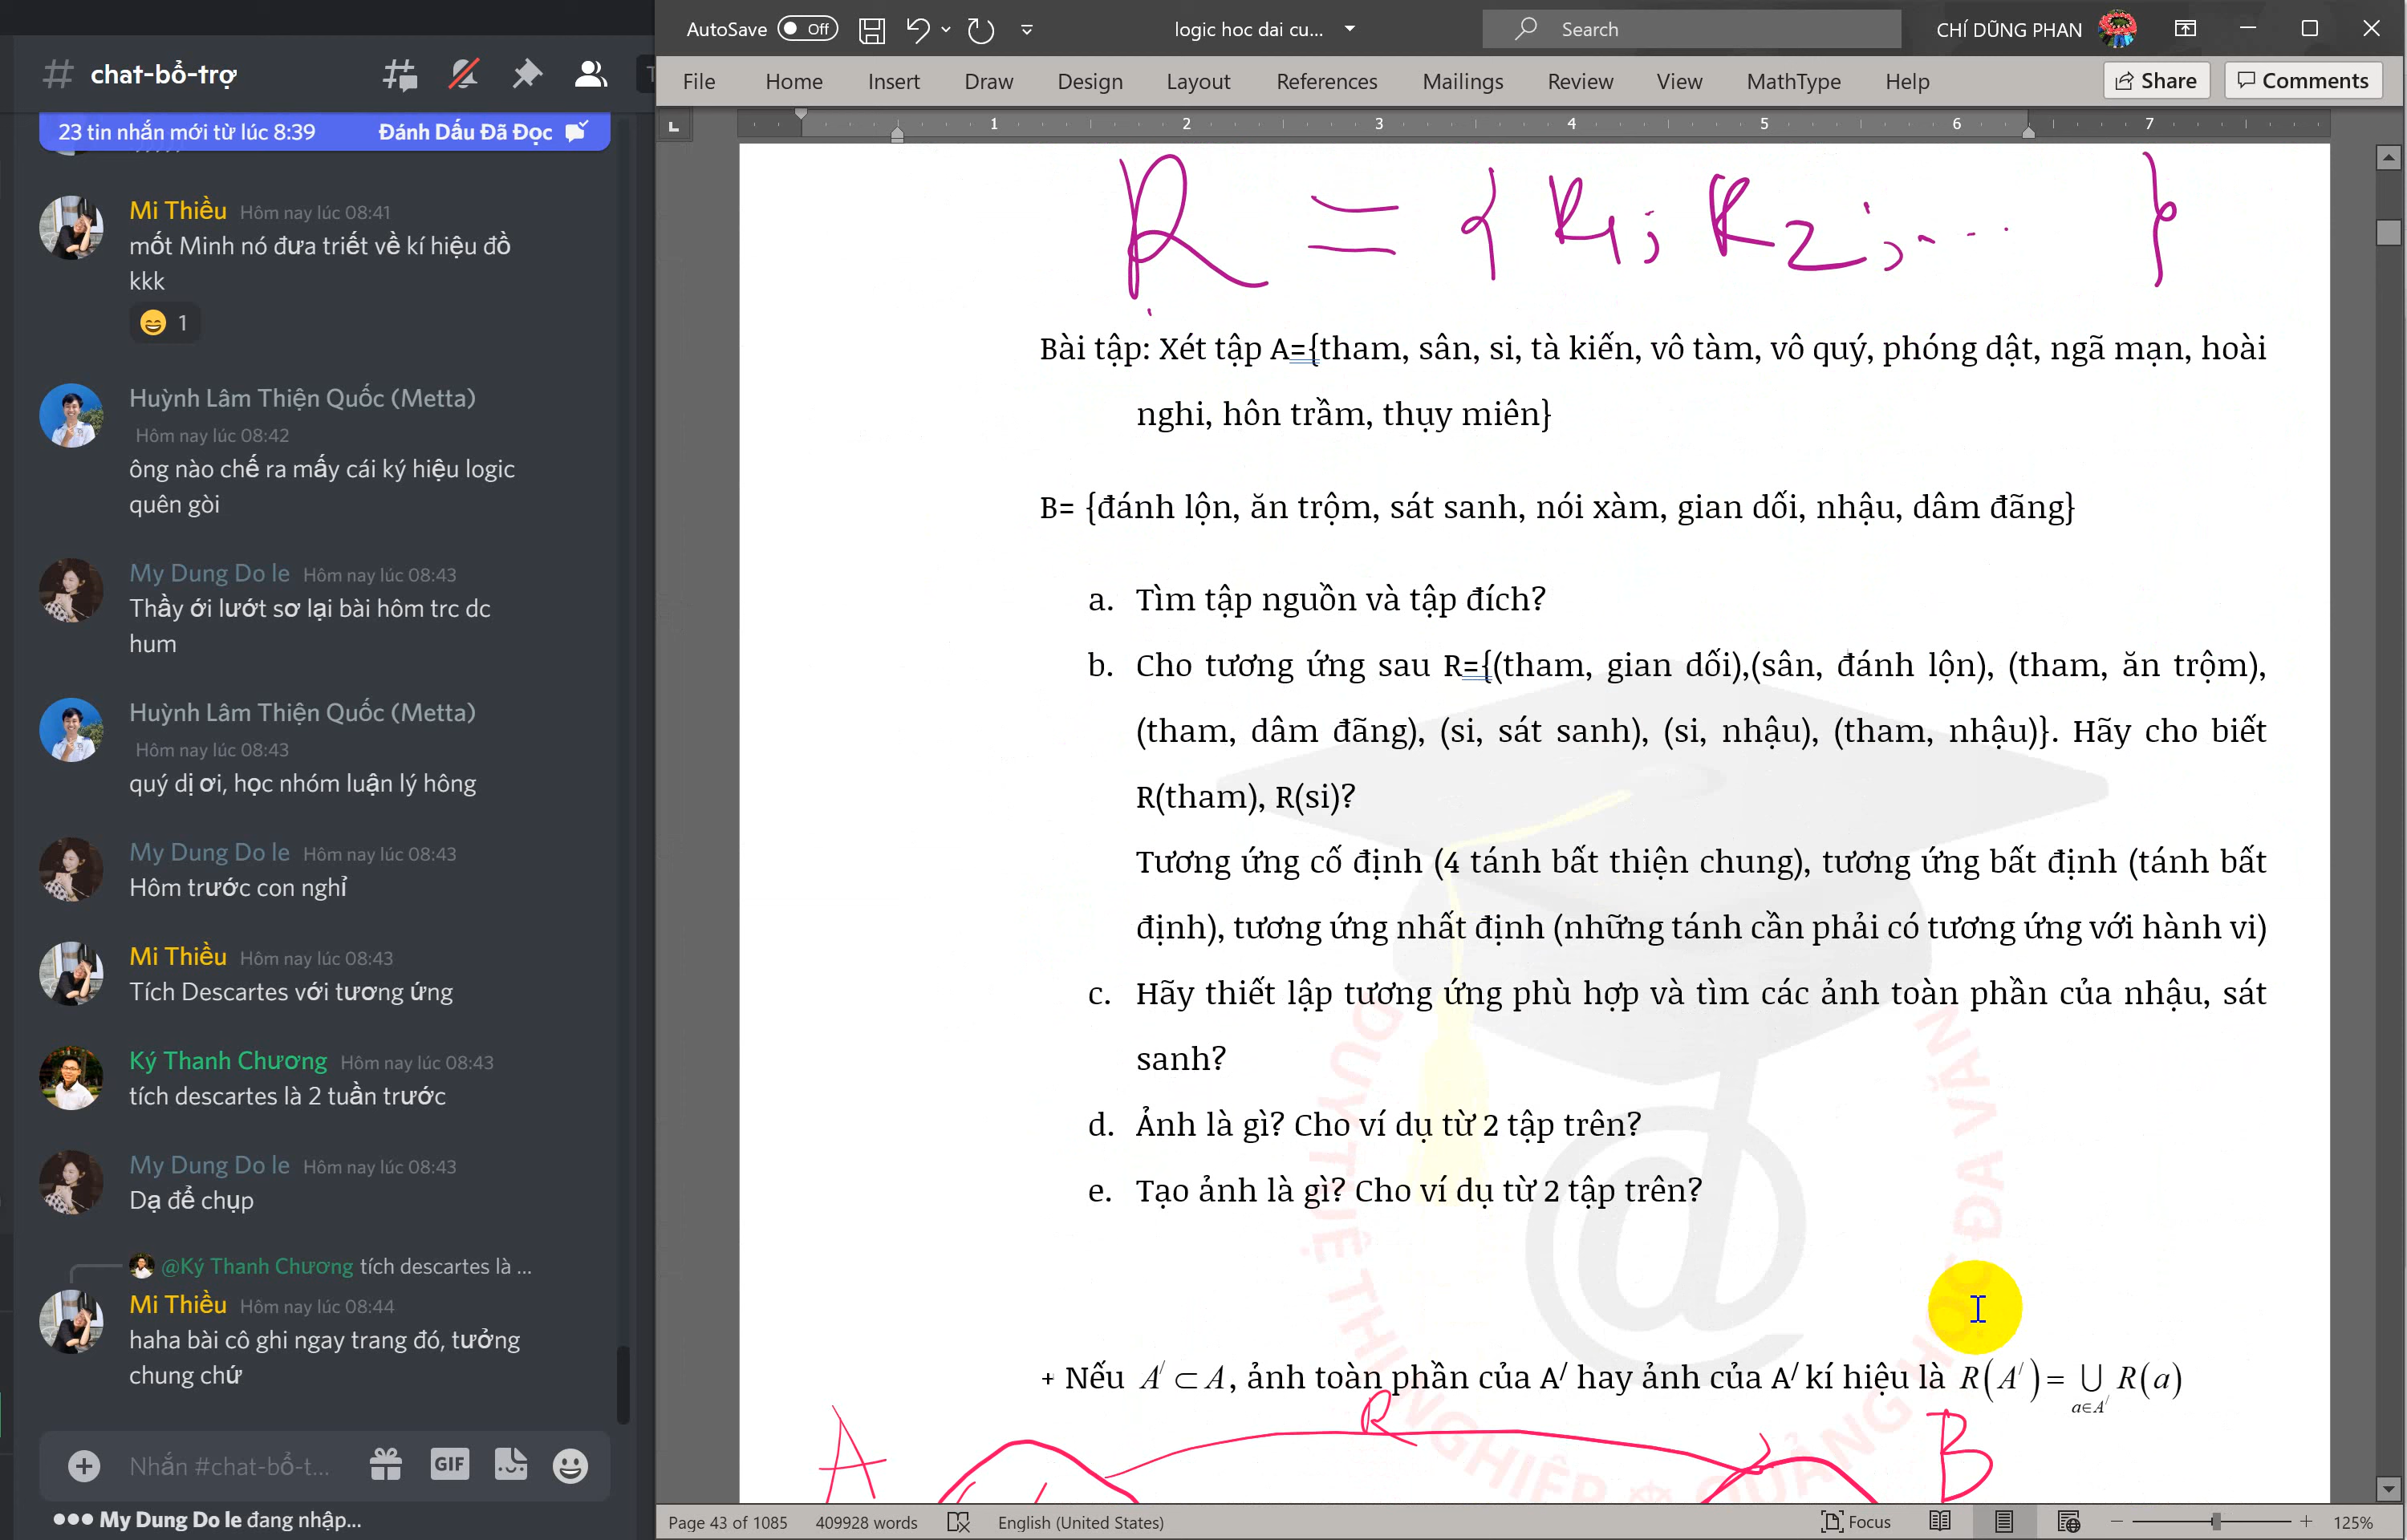 # chat-bổ-trợ
23 tin nhắn mới từ lúc 8:39 Đánh Dấu Đã Đọc
Mi Thiều Hôm nay lúc 08:41
mốt Minh nó đưa triết về kí hiệu đồ
kkk
1
Huỳnh Lâm Thiện Quốc (Metta)
Hôm nay lúc 08:42
ông nào chế ra mấy cái ký hiệu logic
quên gòi
My Dung Do le Hôm nay lúc 08:43
Thầy ới lướt sơ lại bài hôm trc dc
hum
Huỳnh Lâm Thiện Quốc (Metta)
Hôm nay lúc 08:43
quý dị ơi, học nhóm luận lý hông
My Dung Do le Hôm nay lúc 08:43
Hôm trước con nghỉ
Mi Thiều Hôm nay lúc 08:43
Tích Descartes với tương ứng
Ký Thanh Chương Hôm nay lúc 08:43
tích descartes là 2 tuần trước
My Dung Do le Hôm nay lúc 08:43
Dạ để chụp
@Ký Thanh Chương tích descartes là ...
Mi Thiều Hôm nay lúc 08:44
haha bài cô ghi ngay trang đó, tưởng
chung chứ
Nhắn #chat-bổ-t... GIF
My Dung Do le đang nhập...
AutoSave Off logic hoc dai cu... Search CHÍ DŨNG PHAN
File Home Insert Draw Design Layout References Mailings Review View MathType Help Share Comments
1 2 3 4 5 6 7
R = { R1; R2; ... }
Bài tập: Xét tập A={tham, sân, si, tà kiến, vô tàm, vô quý, phóng dật, ngã mạn, hoài
nghi, hôn trầm, thụy miên}
B= {đánh lộn, ăn trộm, sát sanh, nói xàm, gian dối, nhậu, dâm đãng}
a. Tìm tập nguồn và tập đích?
b. Cho tương ứng sau R={(tham, gian dối),(sân, đánh lộn), (tham, ăn trộm),
(tham, dâm đãng), (si, sát sanh), (si, nhậu), (tham, nhậu)}. Hãy cho biết
R(tham), R(si)?
Tương ứng cố định (4 tánh bất thiện chung), tương ứng bất định (tánh bất
định), tương ứng nhất định (những tánh cần phải có tương ứng với hành vi)
c. Hãy thiết lập tương ứng phù hợp và tìm các ảnh toàn phần của nhậu, sát
sanh?
d. Ảnh là gì? Cho ví dụ từ 2 tập trên?
e. Tạo ảnh là gì? Cho ví dụ từ 2 tập trên?
+ Nếu A/ ⊂ A, ảnh toàn phần của A/ hay ảnh của A/ kí hiệu là R(A/) = ⋃ R(a)
a∈A/
A R B
DUY TUỆ THỊ NGHIỆP ☸ QUẢNG HỌC ĐA VĂN
@
Page 43 of 1085 409928 words English (United States) Focus 125%